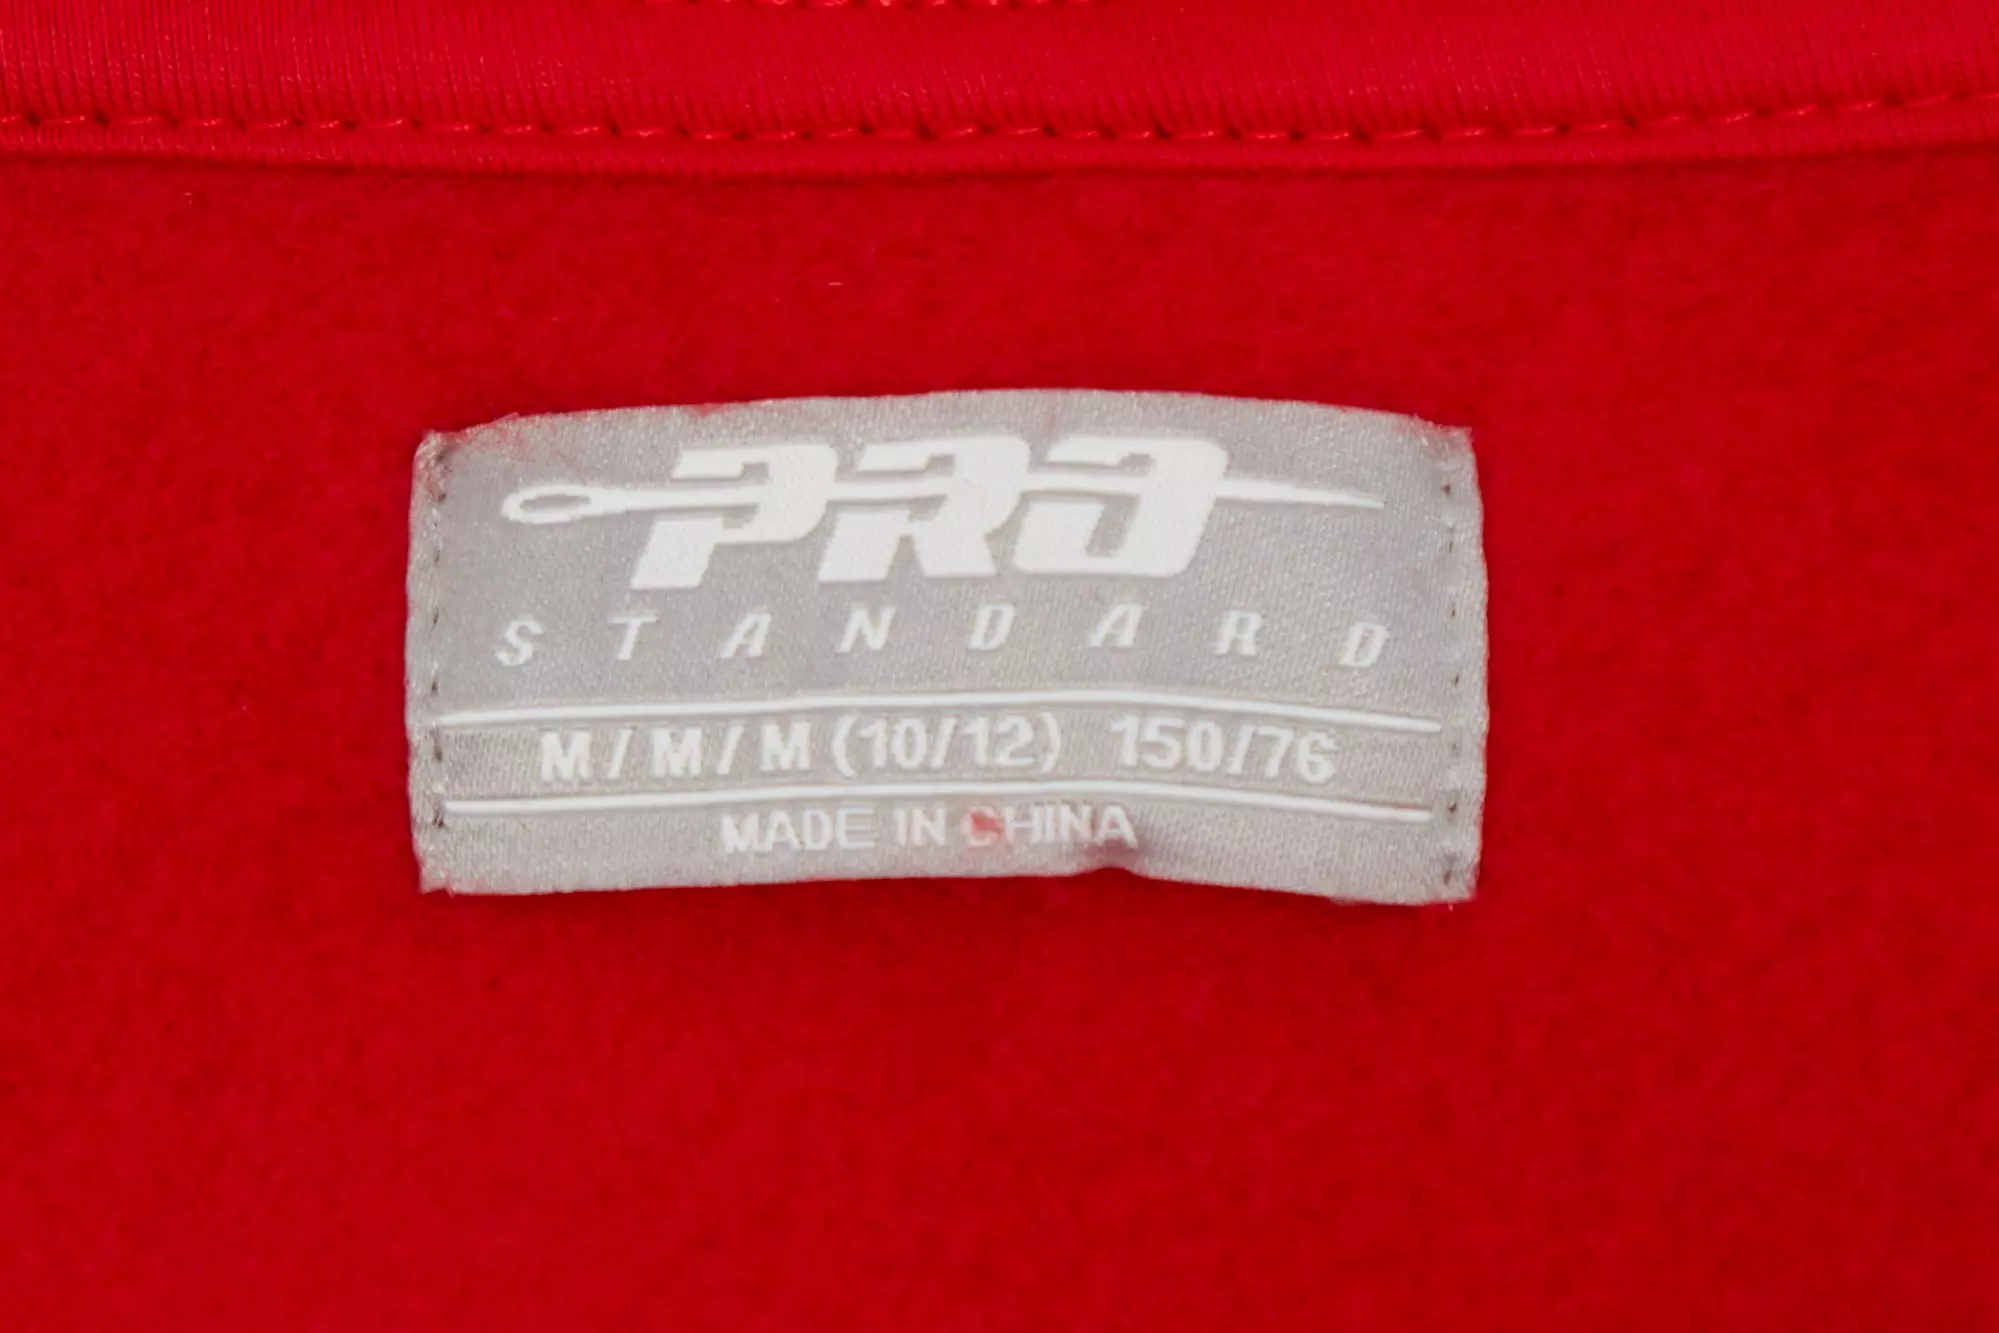 PRO
STANDARD
M / M / M (10/12) 150/76
MADE IN CHINA